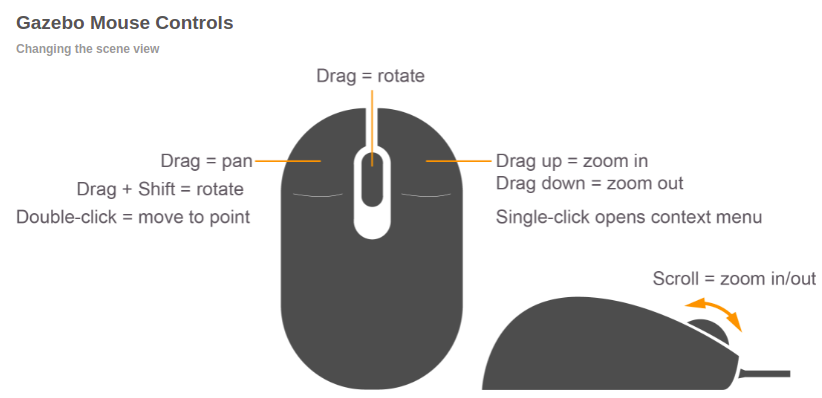 Gazebo Mouse Controls
Changing the scene view
Drag = rotate
Drag = pan
Drag + Shift = rotate
Double-click = move to point
Drag up = zoom in
Drag down = zoom out
Single-click opens context menu
Scroll = zoom in/out